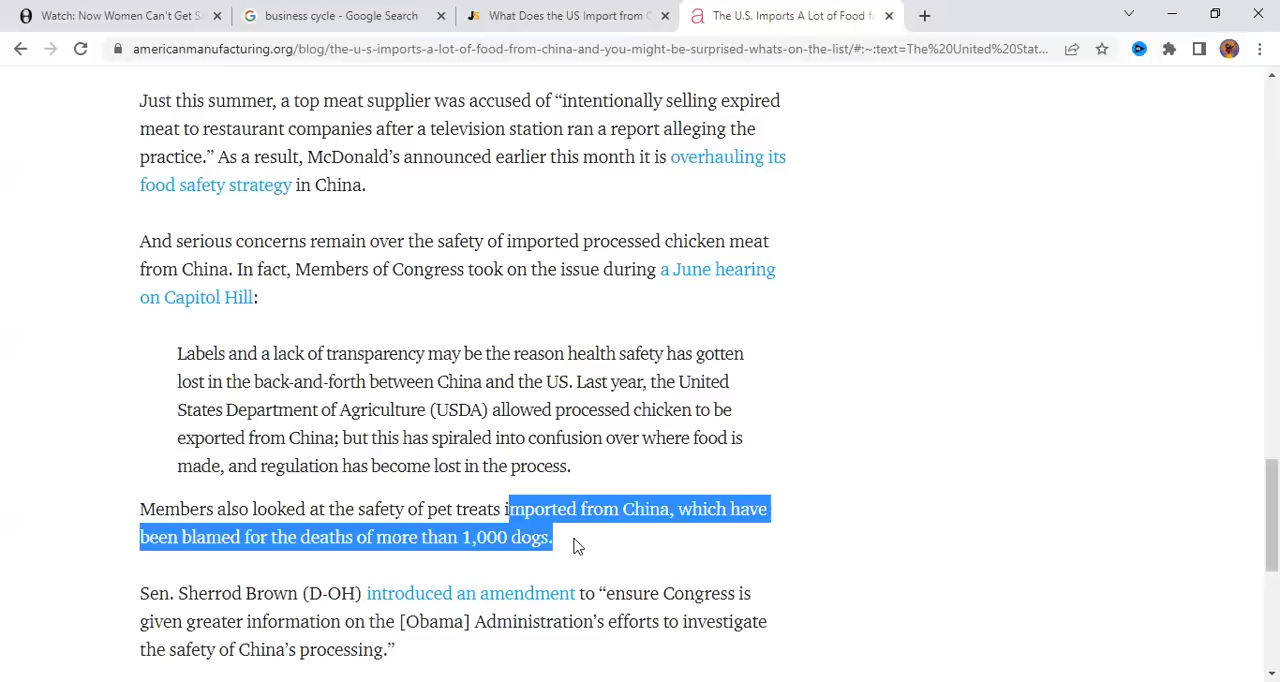 Watch: Now Women Can't Get S
business cycle - Google Search
What Does the US Import from C
The U.S. Imports A Lot of Food f
americanmanufacturing.org/blog/the-u-s-imports-a-lot-of-food-from-china-and-you-might-be-surprised-whats-on-the-list/#:~:text=The%20United%20Stat...
Just this summer, a top meat supplier was accused of “intentionally selling expired
meat to restaurant companies after a television station ran a report alleging the
practice.” As a result, McDonald’s announced earlier this month it is overhauling its
food safety strategy in China.
And serious concerns remain over the safety of imported processed chicken meat
from China. In fact, Members of Congress took on the issue during a June hearing
on Capitol Hill:
Labels and a lack of transparency may be the reason health safety has gotten
lost in the back-and-forth between China and the US. Last year, the United
States Department of Agriculture (USDA) allowed processed chicken to be
exported from China; but this has spiraled into confusion over where food is
made, and regulation has become lost in the process.
Members also looked at the safety of pet treats imported from China, which have
been blamed for the deaths of more than 1,000 dogs.
Sen. Sherrod Brown (D-OH) introduced an amendment to “ensure Congress is
given greater information on the [Obama] Administration’s efforts to investigate
the safety of China’s processing.”